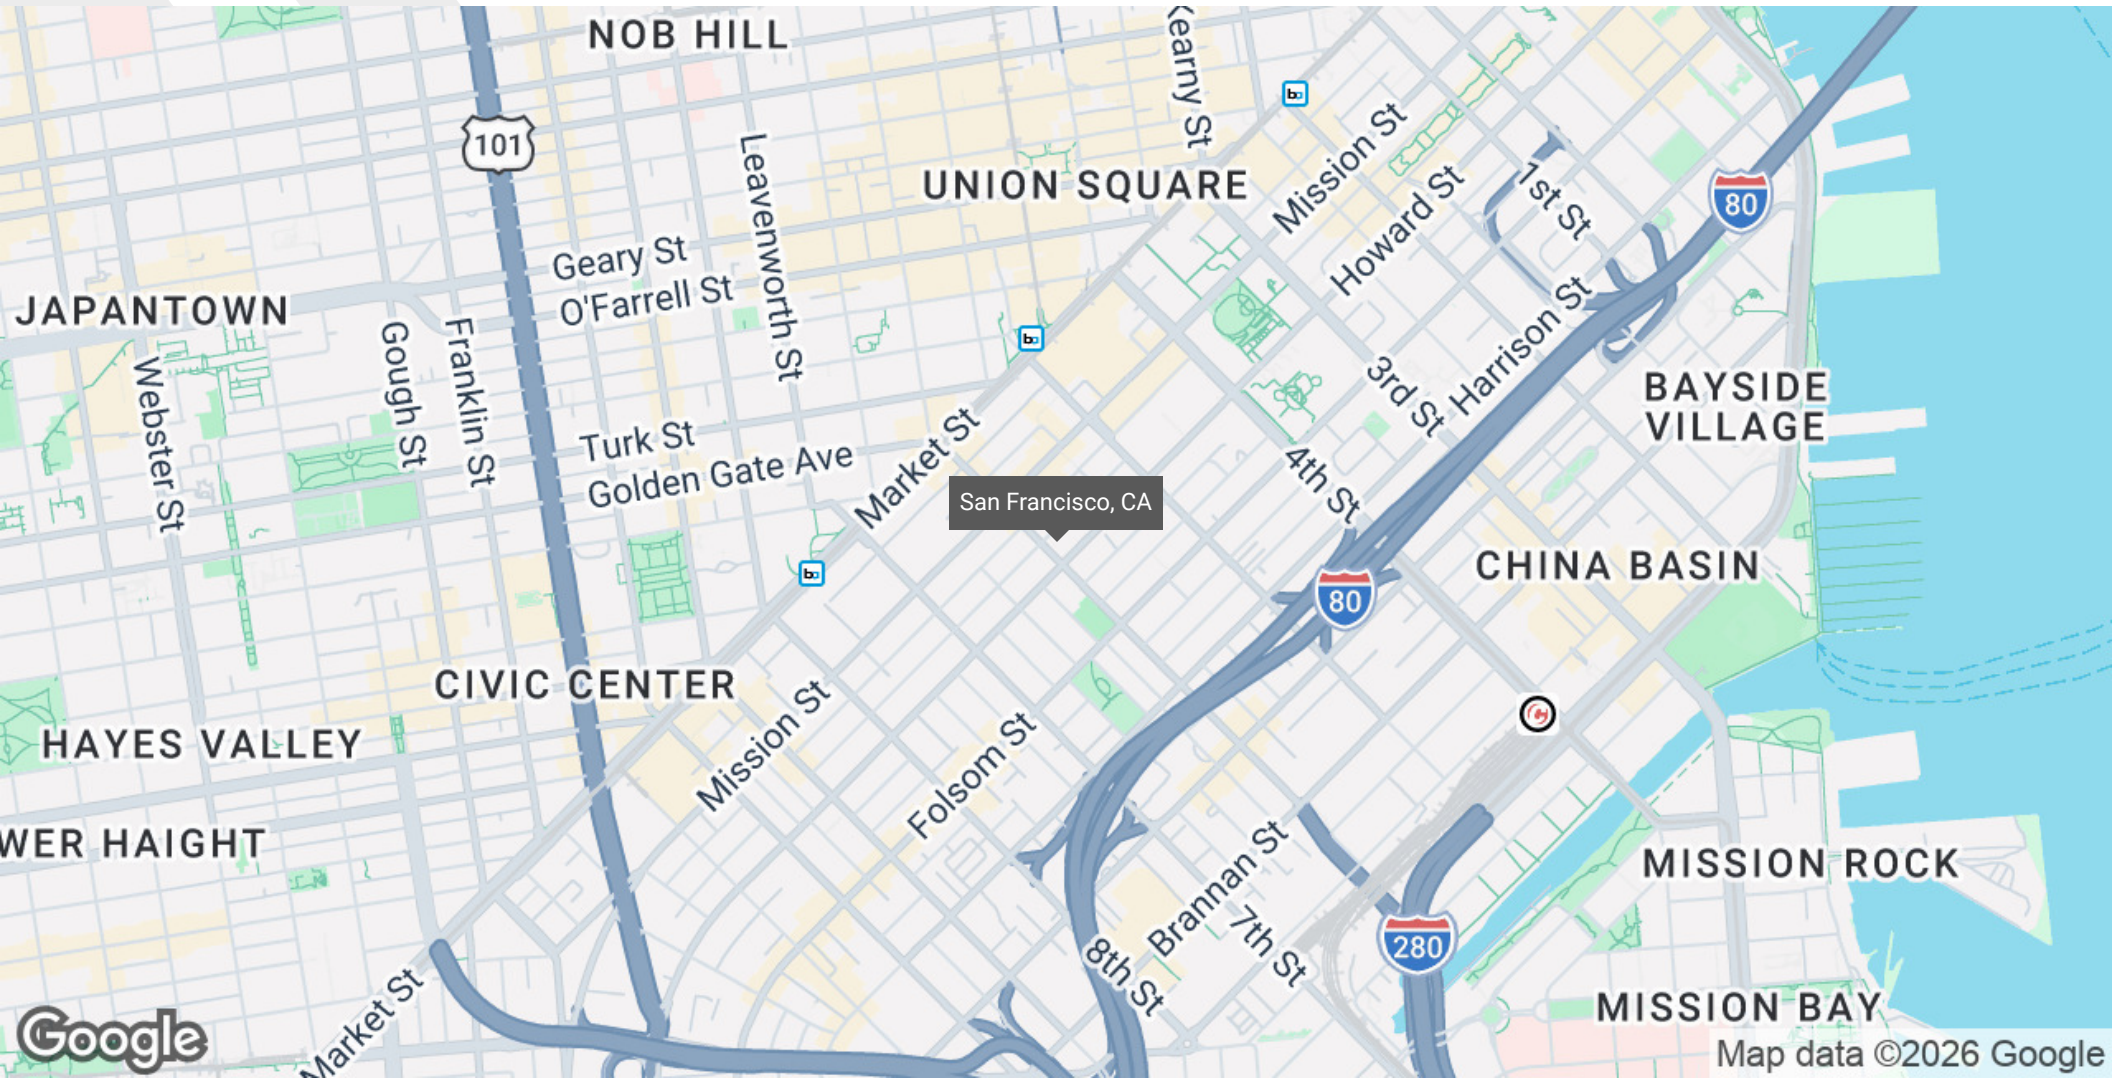 NOB HILL
Kearny St
101
Mission St
UNION SQUARE
Leavenworth St
Howard St
1st St
80
Geary St
O'Farrell St
JAPANTOWN
Gough St
Franklin St
Webster St
Harrison St
3rd St
BAYSIDE
VILLAGE
Turk St
Golden Gate Ave
Market St
4th St
San Francisco, CA
CHINA BASIN
80
CIVIC CENTER
HAYES VALLEY
Mission St
Folsom St
WER HAIGHT
Brannan St
7th St
8th St
280
MISSION ROCK
MISSION BAY
Market St
Google
Map data ©2026 Google